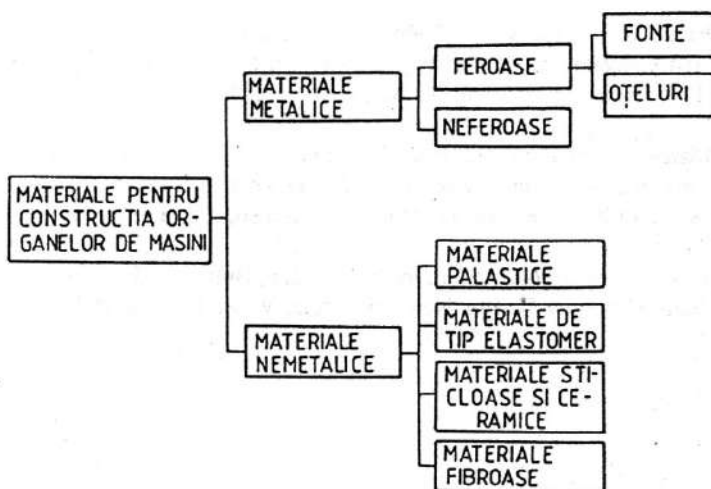 MATERIALE PENTRU
CONSTRUCTIA OR-
GANELOR DE MASINI
MATERIALE
METALICE
FEROASE
FONTE
OȚELURI
NEFEROASE
MATERIALE
NEMETALICE
MATERIALE
PALASTICE
MATERIALE DE
TIP ELASTOMER
MATERIALE STI-
CLOASE SI CE-
RAMICE
MATERIALE
FIBROASE